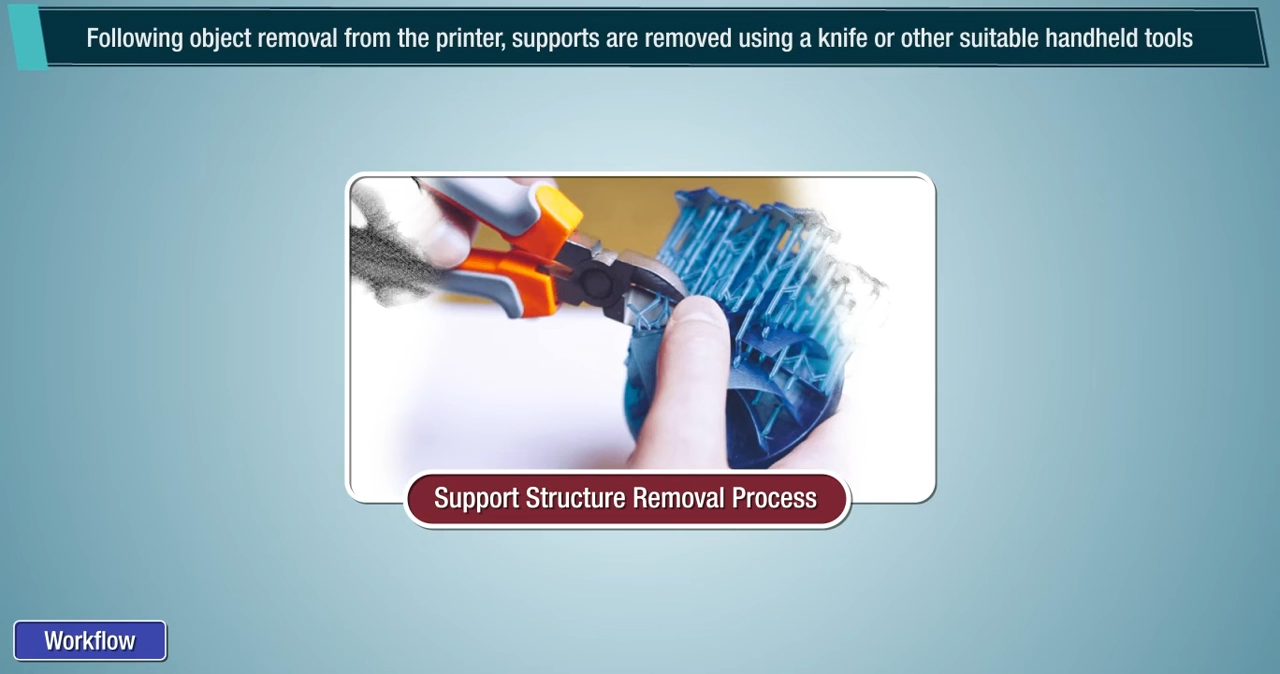 Following object removal from the printer, supports are removed using a knife or other suitable handheld tools
Support Structure Removal Process
Workflow